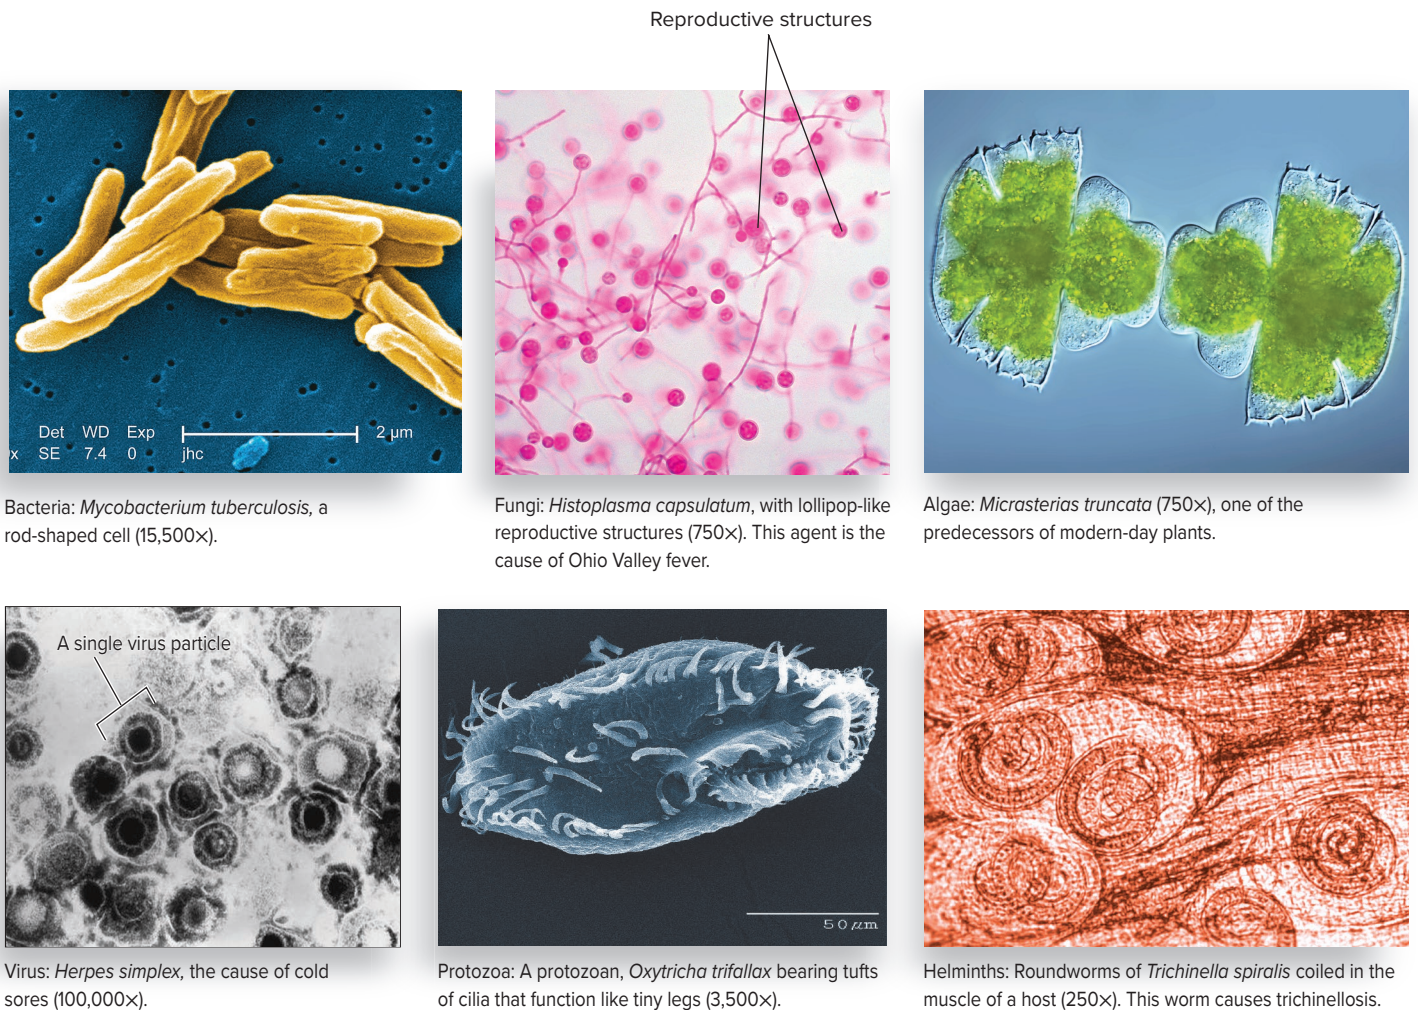 Reproductive structures
Det WD Exp
2 µm
x SE 7.4 0 jhc
Bacteria: Mycobacterium tuberculosis, a
rod-shaped cell (15,500×).
Fungi: Histoplasma capsulatum, with lollipop-like
reproductive structures (750×). This agent is the
cause of Ohio Valley fever.
Algae: Micrasterias truncata (750×), one of the
predecessors of modern-day plants.
A single virus particle
50 µm
Virus: Herpes simplex, the cause of cold
sores (100,000×).
Protozoa: A protozoan, Oxytricha trifallax bearing tufts
of cilia that function like tiny legs (3,500×).
Helminths: Roundworms of Trichinella spiralis coiled in the
muscle of a host (250×). This worm causes trichinellosis.